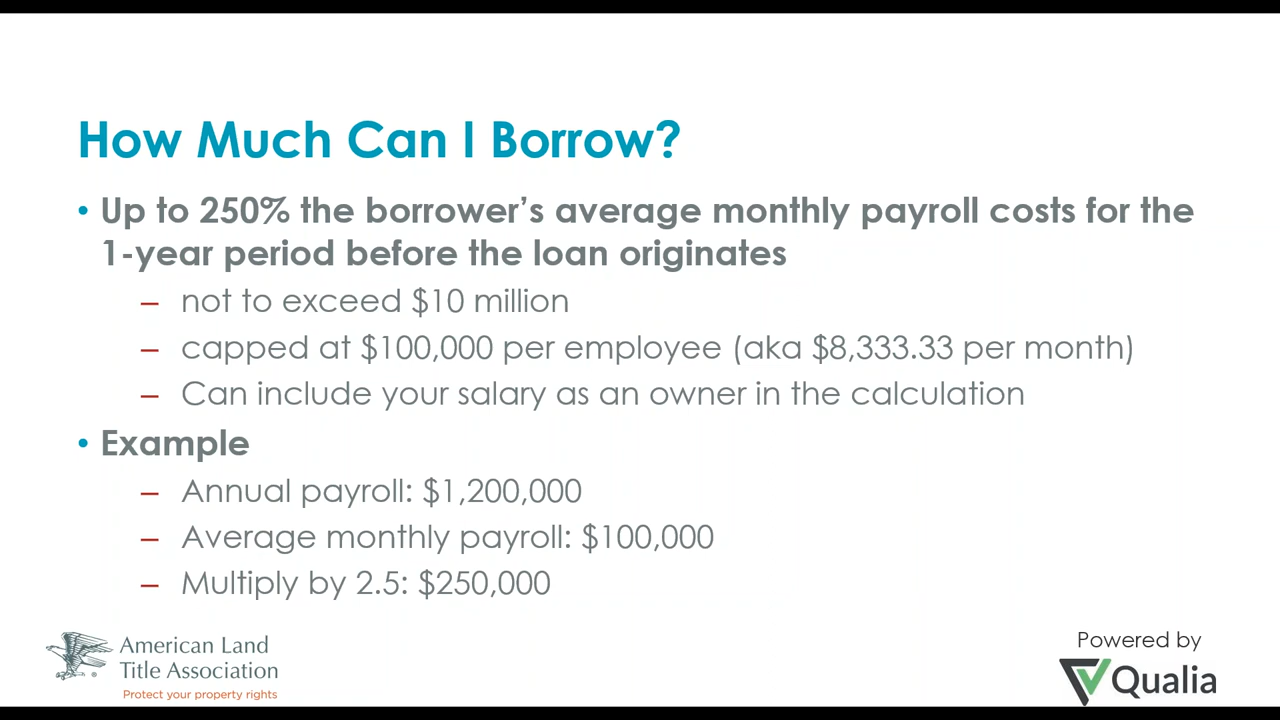 How Much Can I Borrow?
• Up to 250% the borrower’s average monthly payroll costs for the
1-year period before the loan originates
– not to exceed $10 million
– capped at $100,000 per employee (aka $8,333.33 per month)
– Can include your salary as an owner in the calculation
• Example
– Annual payroll: $1,200,000
– Average monthly payroll: $100,000
– Multiply by 2.5: $250,000
American Land
Title Association
Protect your property rights
Powered by
Qualia